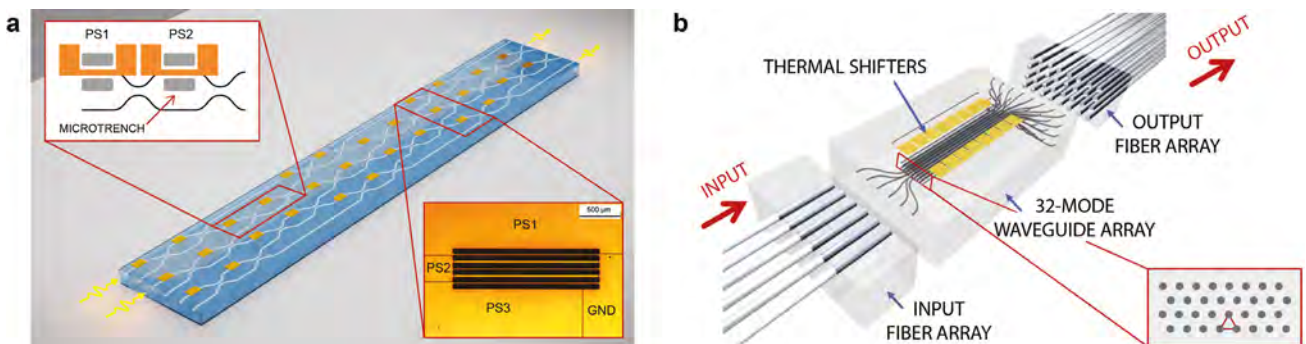 a
PS1 PS2
MICROTRENCH
500 µm
PS1
PS2
PS3
GND
b
OUTPUT
THERMAL SHIFTERS
OUTPUT
FIBER ARRAY
INPUT
32-MODE
WAVEGUIDE ARRAY
INPUT
FIBER ARRAY